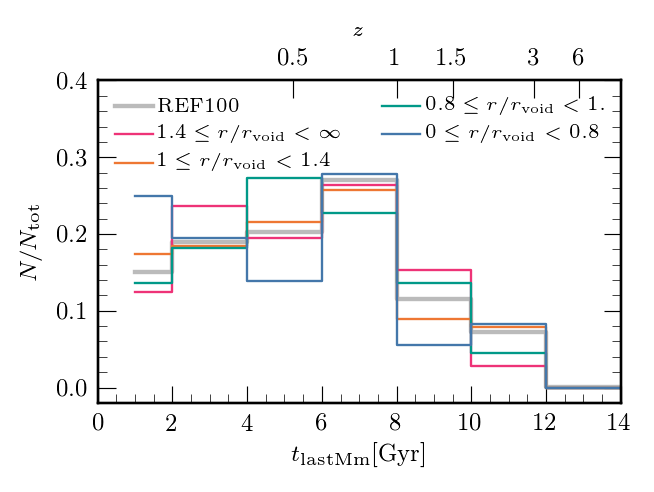 z
0.5 1 1.5 3 6
REF100
1.4 ≤ r/r_void < ∞
1 ≤ r/r_void < 1.4
0.8 ≤ r/r_void < 1.
0 ≤ r/r_void < 0.8
0.4
0.3
0.2
0.1
0.0
N/N_tot
0 2 4 6 8 10 12 14
t_lastMm[Gyr]